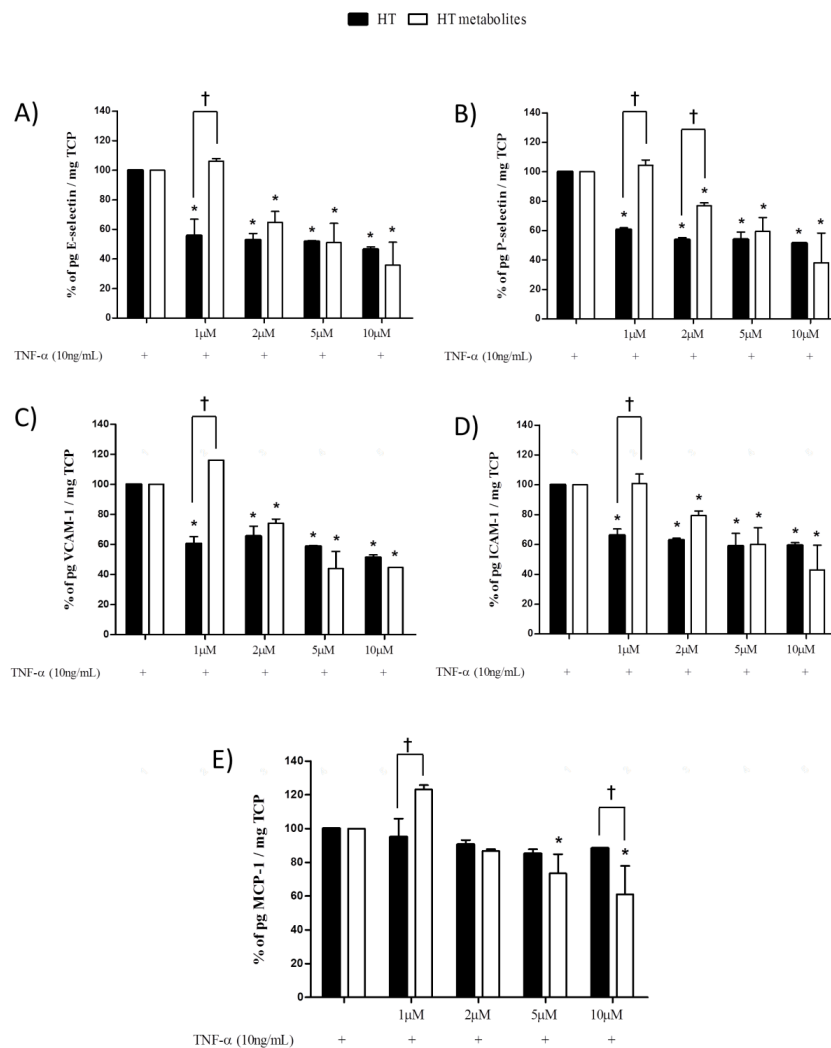 HT HT metabolites
A)
†
% of pg E-selectin / mg TCP
140
120
100
80
60
40
20
0
* * * * * * *
1μM 2μM 5μM 10μM
TNF-α (10ng/mL) + + + + +
B)
† †
% of pg P-selectin / mg TCP
140
120
100
80
60
40
20
0
* * * * * * *
1μM 2μM 5μM 10μM
TNF-α (10ng/mL) + + + + +
C)
†
% of pg VCAM-1 / mg TCP
140
120
100
80
60
40
20
0
* * * * * * *
1μM 2μM 5μM 10μM
TNF-α (10ng/mL) + + + + +
D)
†
% of pg ICAM-1 / mg TCP
140
120
100
80
60
40
20
0
* * * * * * *
1μM 2μM 5μM 10μM
TNF-α (10ng/mL) + + + + +
E)
† †
% of pg MCP-1 / mg TCP
140
120
100
80
60
40
20
0
* *
1μM 2μM 5μM 10μM
TNF-α (10ng/mL) + + + + +